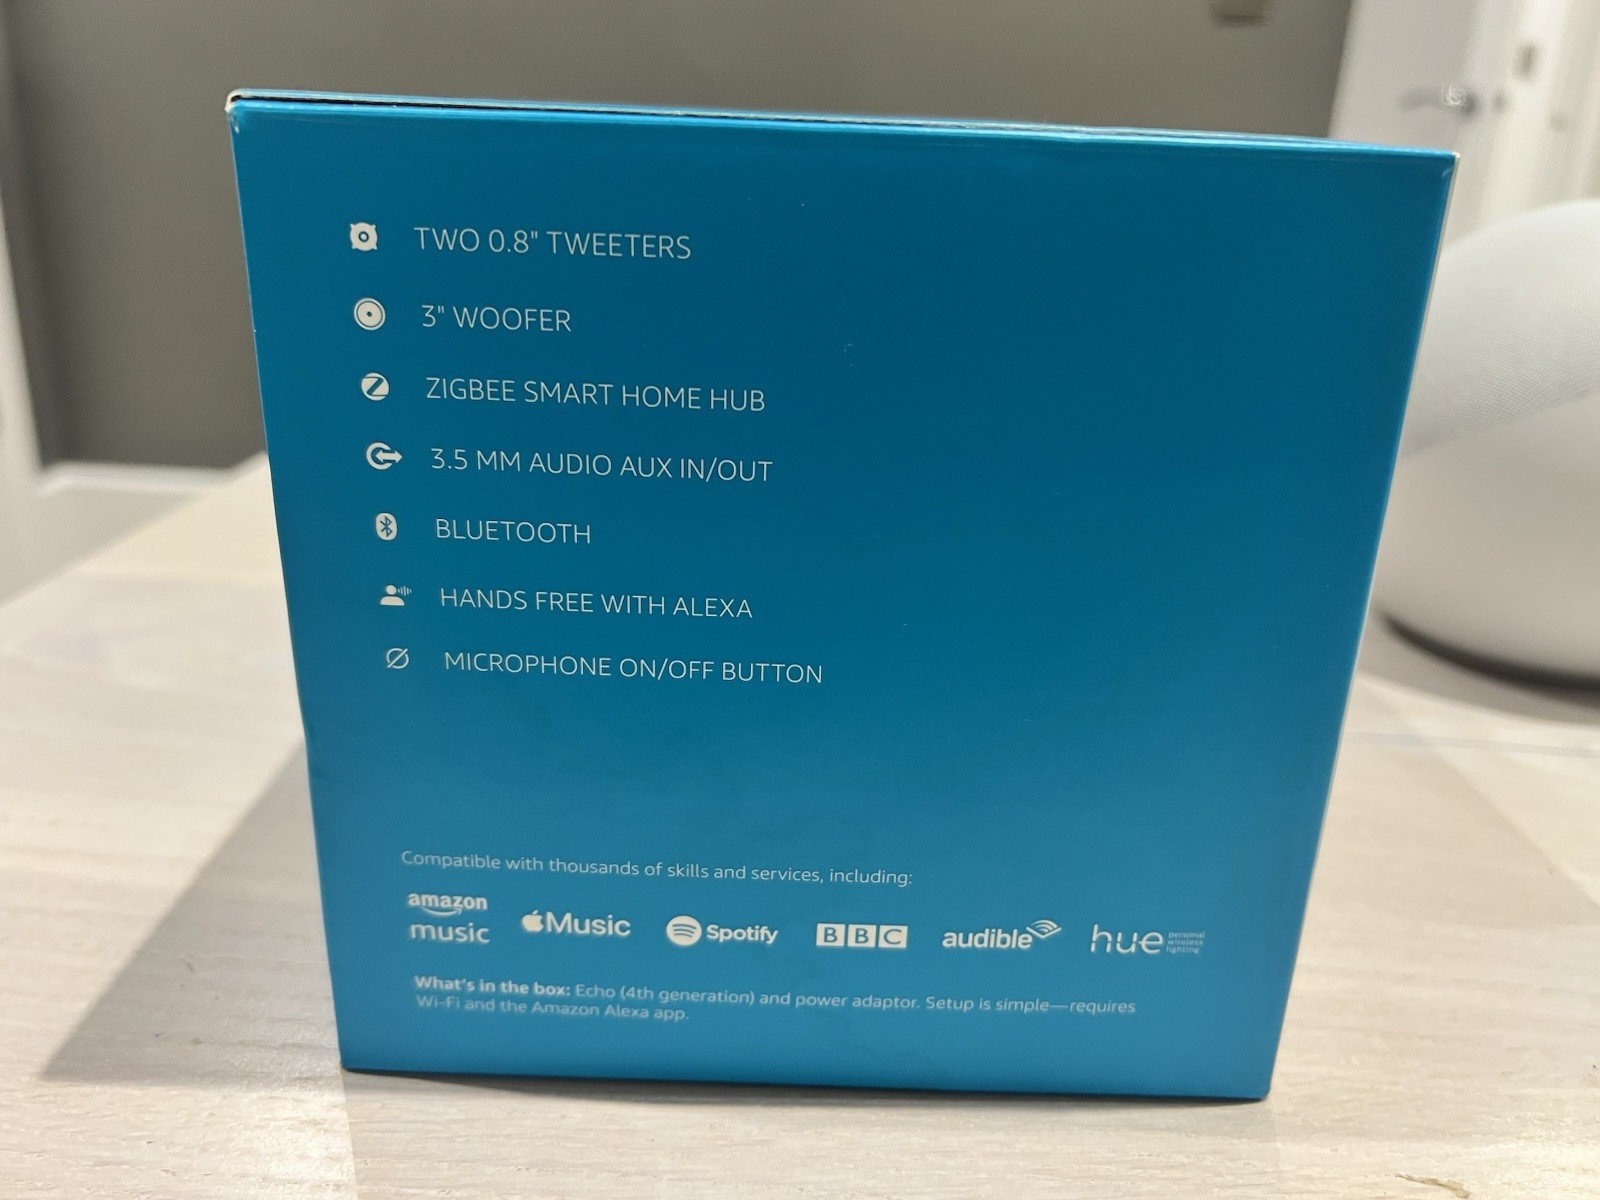 TWO 0.8" TWEETERS
3" WOOFER
ZIGBEE SMART HOME HUB
3.5 MM AUDIO AUX IN/OUT
BLUETOOTH
HANDS FREE WITH ALEXA
MICROPHONE ON/OFF BUTTON
Compatible with thousands of skills and services, including:
amazon music Music Spotify BBC audible hue personal wireless lighting
What's in the box: Echo (4th generation) and power adaptor. Setup is simple—requires
Wi-Fi and the Amazon Alexa app.